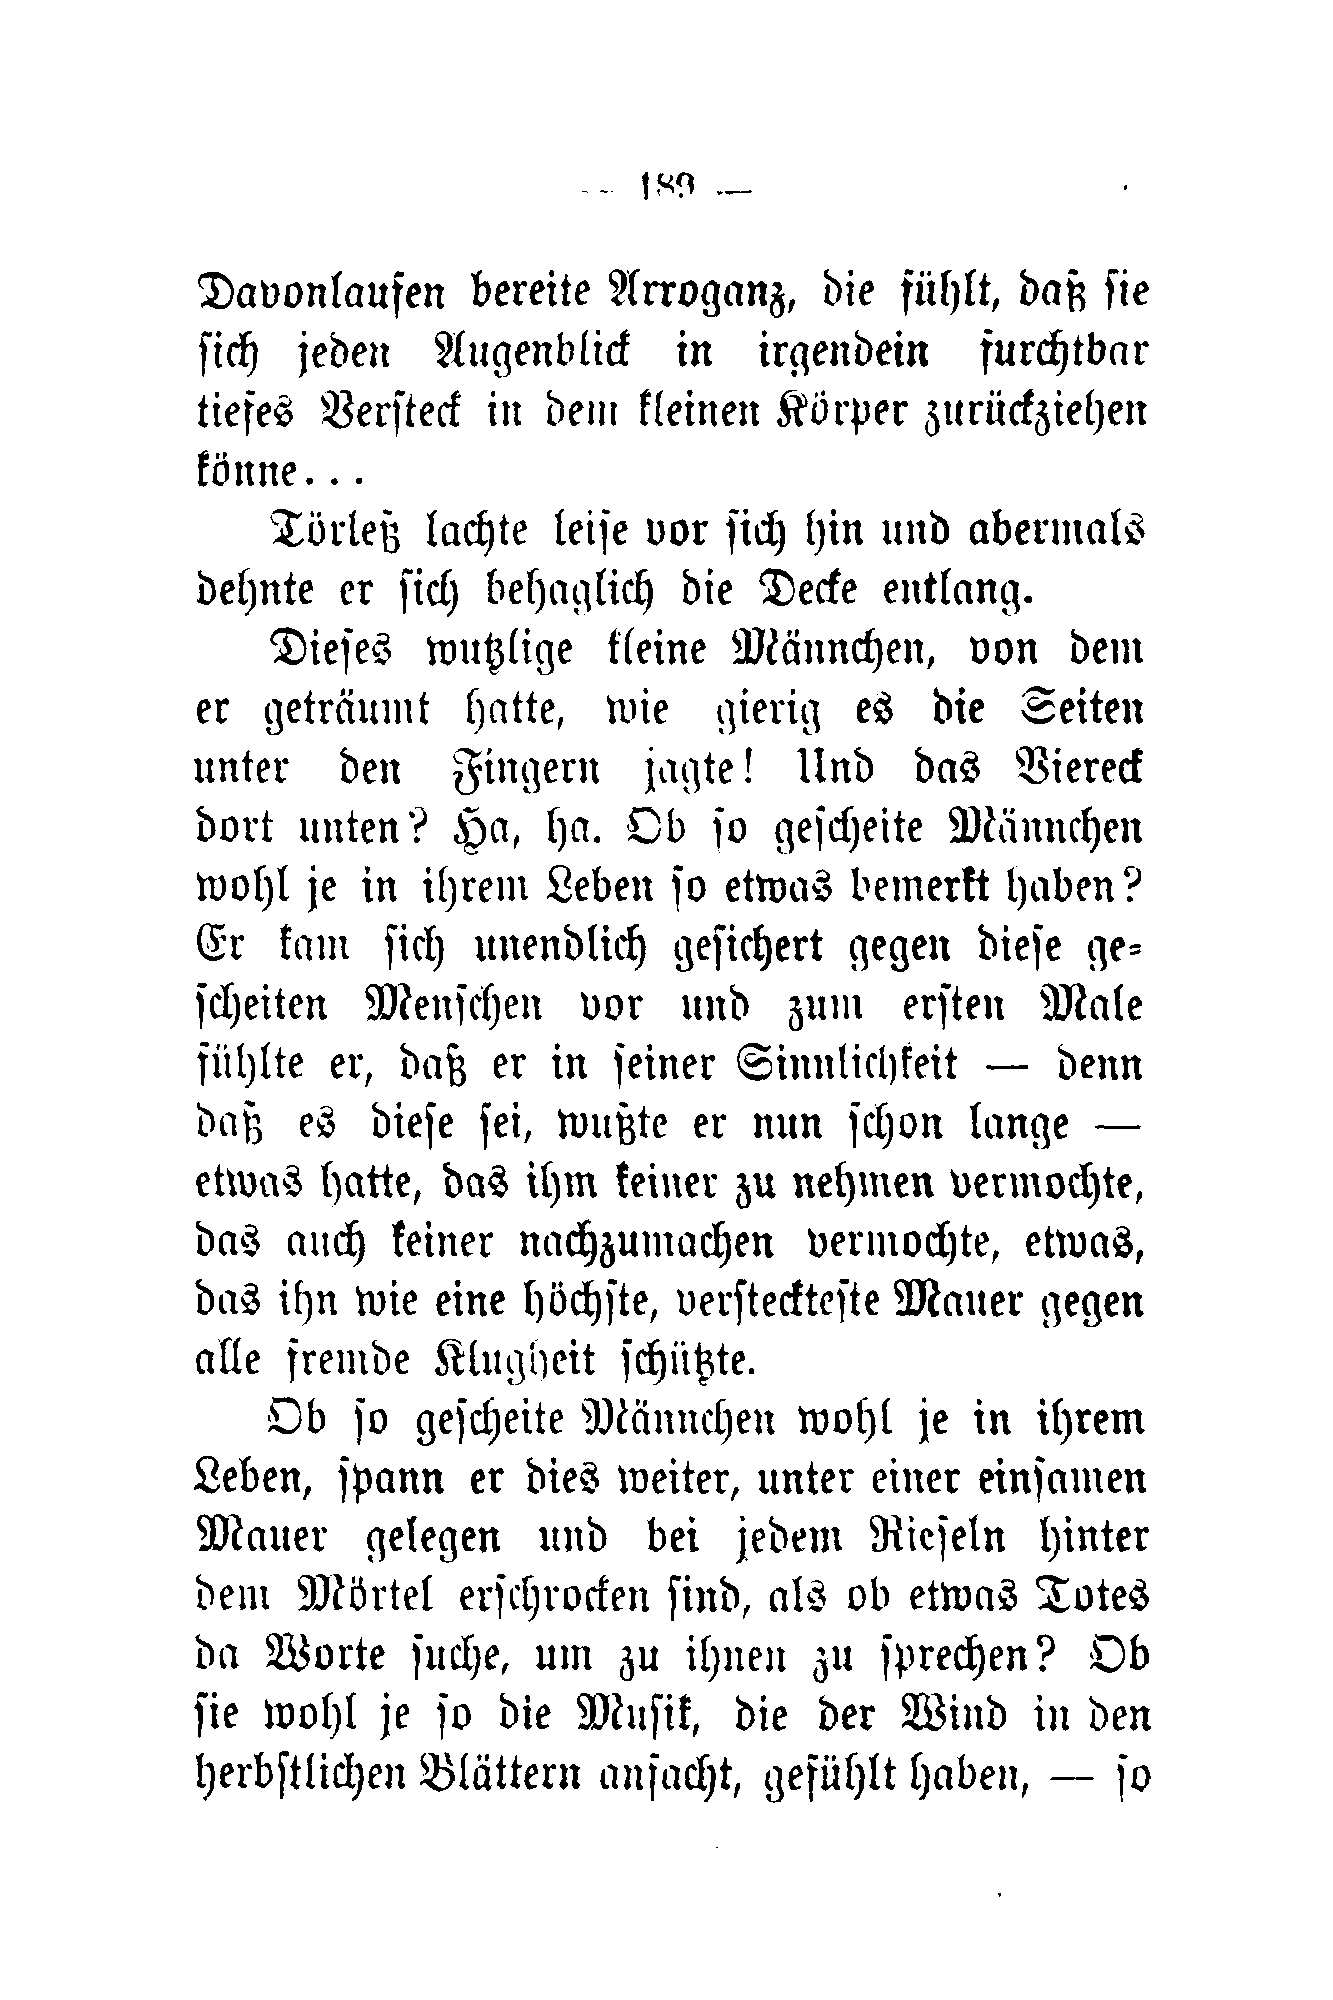 — 189 —
Davonlaufen bereite Arroganz, die fühlt, daß sie
sich jeden Augenblick in irgendein furchtbar
tiefes Versteck in dem kleinen Körper zurückziehen
könne...
Törleß lachte leise vor sich hin und abermals
dehnte er sich behaglich die Decke entlang.
Dieses wutzlige kleine Männchen, von dem
er geträumt hatte, wie gierig es die Seiten
unter den Fingern jagte! Und das Viereck
dort unten? Ha, ha. Ob so gescheite Männchen
wohl je in ihrem Leben so etwas bemerkt haben?
Er kam sich unendlich gesichert gegen diese ge-
scheiten Menschen vor und zum ersten Male
fühlte er, daß er in seiner Sinnlichkeit — denn
daß es diese sei, wußte er nun schon lange —
etwas hatte, das ihm keiner zu nehmen vermochte,
das auch keiner nachzumachen vermochte, etwas,
das ihn wie eine höchste, versteckteste Mauer gegen
alle fremde Klugheit schützte.
Ob so gescheite Männchen wohl je in ihrem
Leben, spann er dies weiter, unter einer einsamen
Mauer gelegen und bei jedem Rieseln hinter
dem Mörtel erschrocken sind, als ob etwas Totes
da Worte suche, um zu ihnen zu sprechen? Ob
sie wohl je so die Musik, die der Wind in den
herbstlichen Blättern anfacht, gefühlt haben, — so